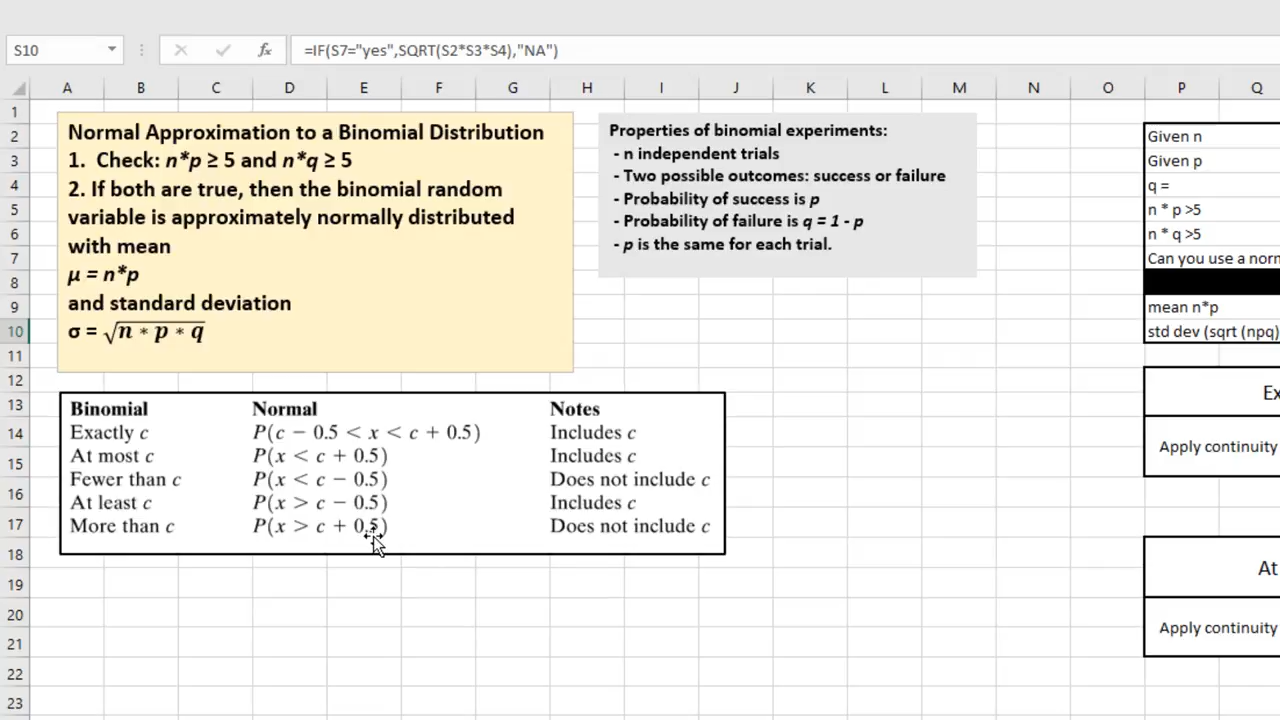 S10
fx
=IF(S7="yes",SQRT(S2*S3*S4),"NA")
A B C D E F G H I J K L M N O P Q
1
2
3
4
5
6
7
8
9
10
11
12
13
14
15
16
17
18
19
20
21
22
23
Normal Approximation to a Binomial Distribution
1. Check: n*p ≥ 5 and n*q ≥ 5
2. If both are true, then the binomial random
variable is approximately normally distributed
with mean
μ = n*p
and standard deviation
σ = √n ∗ p ∗ q
Properties of binomial experiments:
- n independent trials
- Two possible outcomes: success or failure
- Probability of success is p
- Probability of failure is q = 1 - p
- p is the same for each trial.
Binomial Normal Notes
Exactly c P(c − 0.5 < x < c + 0.5) Includes c
At most c P(x < c + 0.5) Includes c
Fewer than c P(x < c − 0.5) Does not include c
At least c P(x > c − 0.5) Includes c
More than c P(x > c + 0.5) Does not include c
Given n
Given p
q =
n * p >5
n * q >5
Can you use a norm
mean n*p
std dev (sqrt (npq)
Ex
Apply continuity
At
Apply continuity